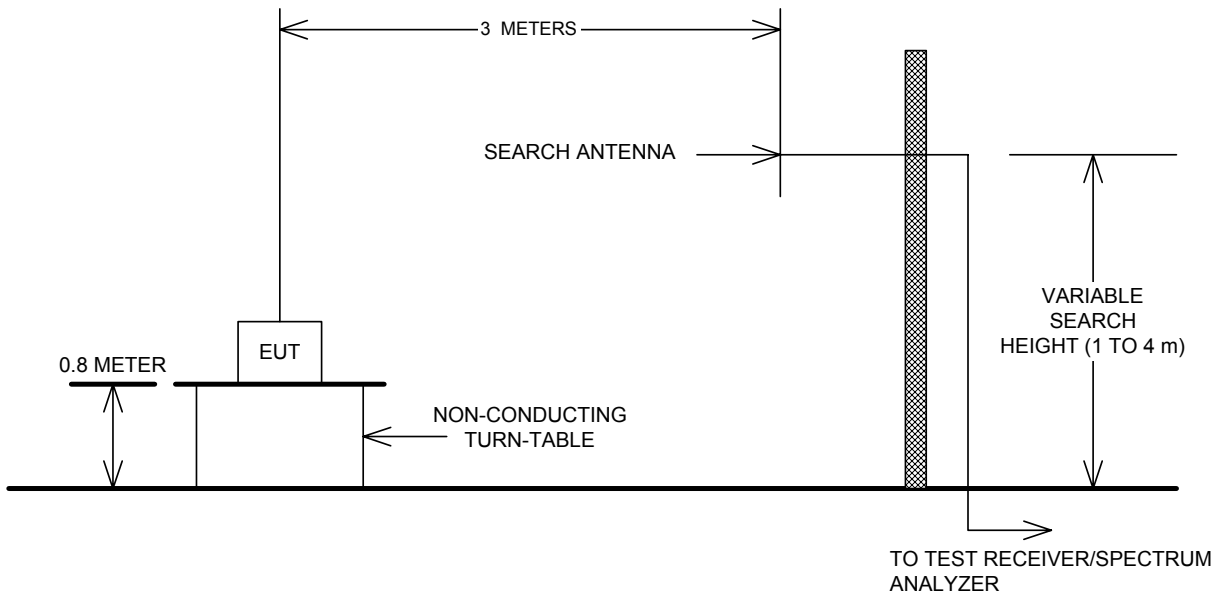 3 METERS
SEARCH ANTENNA
VARIABLE
SEARCH
HEIGHT (1 TO 4 m)
EUT
0.8 METER
NON-CONDUCTING
TURN-TABLE
TO TEST RECEIVER/SPECTRUM
ANALYZER